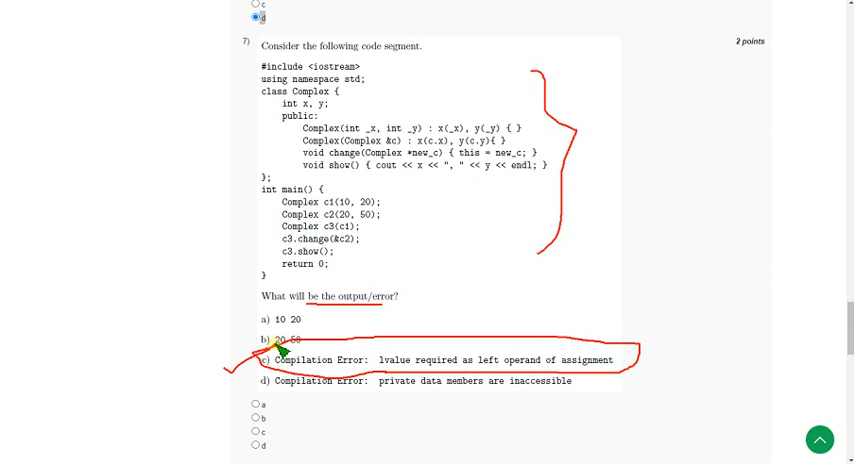 c
d
7) Consider the following code segment. 2 points
#include <iostream>
using namespace std;
class Complex {
int x, y;
public:
Complex(int _x, int _y) : x(_x), y(_y) { }
Complex(Complex &c) : x(c.x), y(c.y){ }
void change(Complex *new_c) { this = new_c; }
void show() { cout << x << ", " << y << endl; }
};
int main() {
Complex c1(10, 20);
Complex c2(20, 50);
Complex c3(c1);
c3.change(&c2);
c3.show();
return 0;
}
What will be the output/error?
a) 10 20
b) 20 50
c) Compilation Error: lvalue required as left operand of assignment
d) Compilation Error: private data members are inaccessible
a
b
c
d